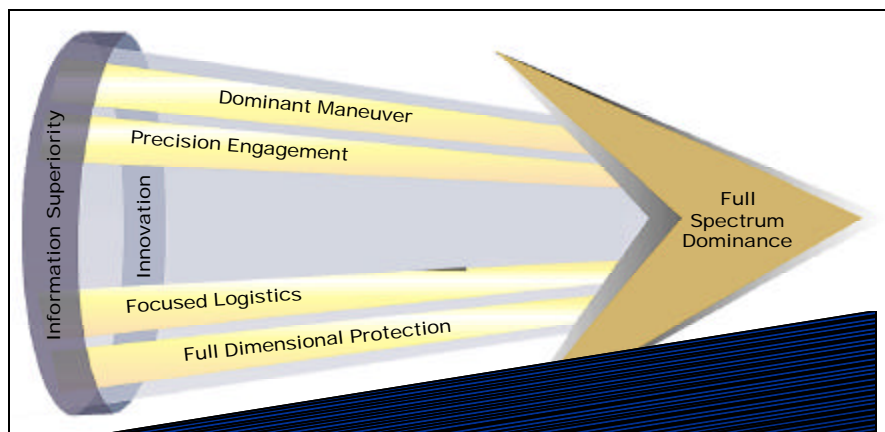 Information Superiority
Innovation
Dominant Maneuver
Precision Engagement
Focused Logistics
Full Dimensional Protection
Full
Spectrum
Dominance